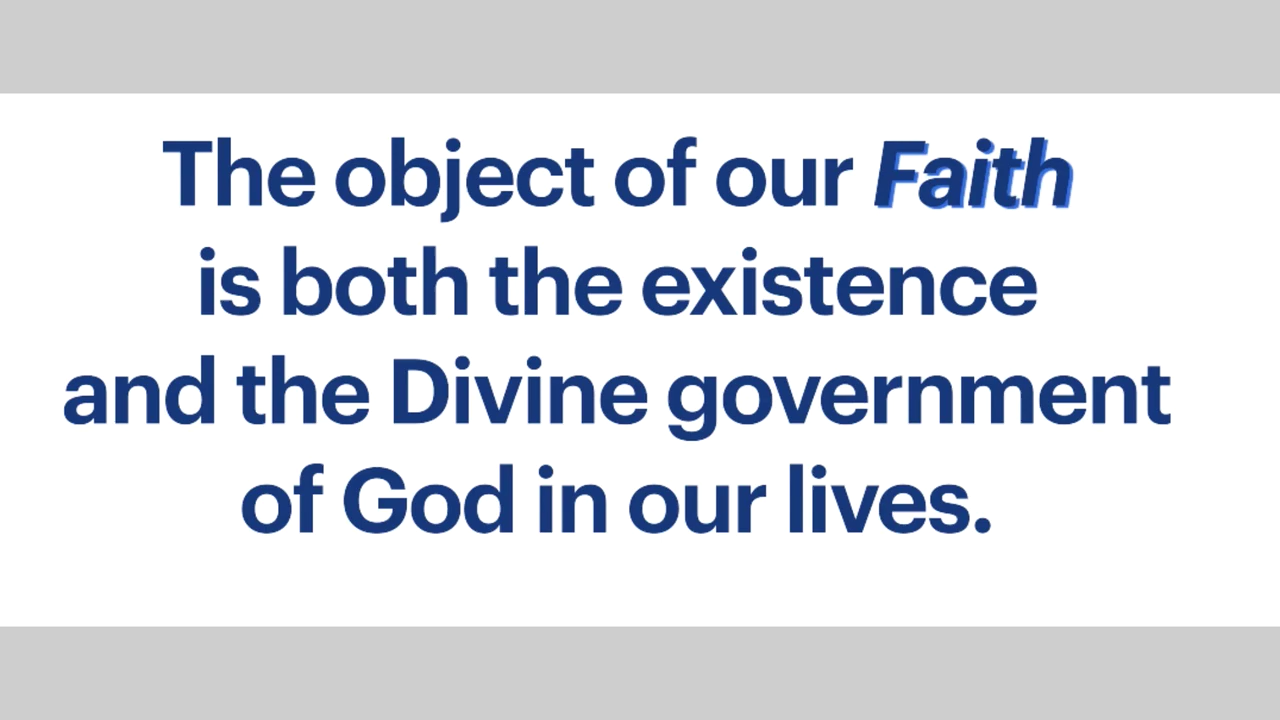 The object of our Faith
is both the existence
and the Divine government
of God in our lives.